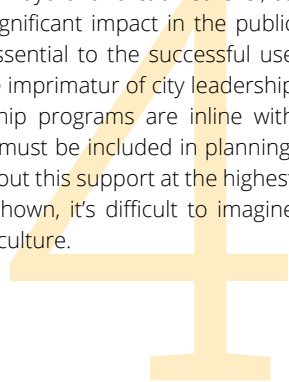 gnificant impact in the public
ssential to the successful use
imprimatur of city leadership
programs are inline with
must be included in planning
out this support at the highest
hown, it's difficult to imagine
culture.
4